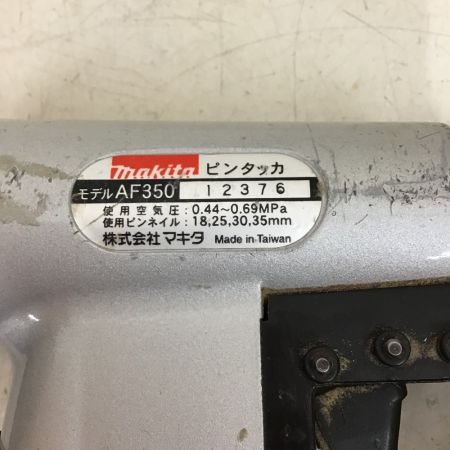 makita ピンタッカ
モデル AF350 12376
使用空気圧:0.44~0.69MPa
使用ピンネイル:18,25,30,35mm
株式会社マキタ Made in Taiwan